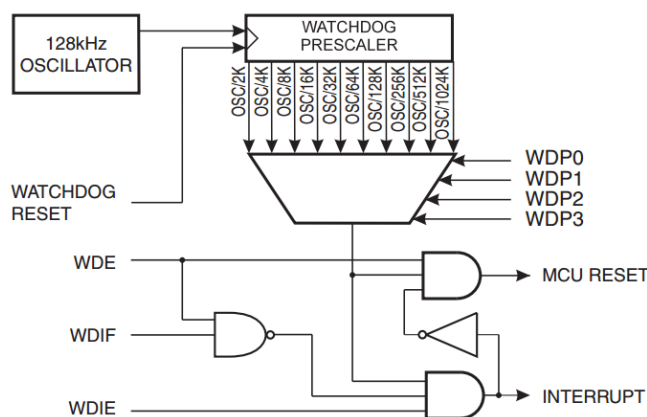 128kHz
OSCILLATOR
WATCHDOG
PRESCALER
OSC/2K
OSC/4K
OSC/8K
OSC/16K
OSC/32K
OSC/64K
OSC/128K
OSC/256K
OSC/512K
OSC/1024K
WATCHDOG
RESET
WDP0
WDP1
WDP2
WDP3
WDE
MCU RESET
WDIF
WDIE
INTERRUPT